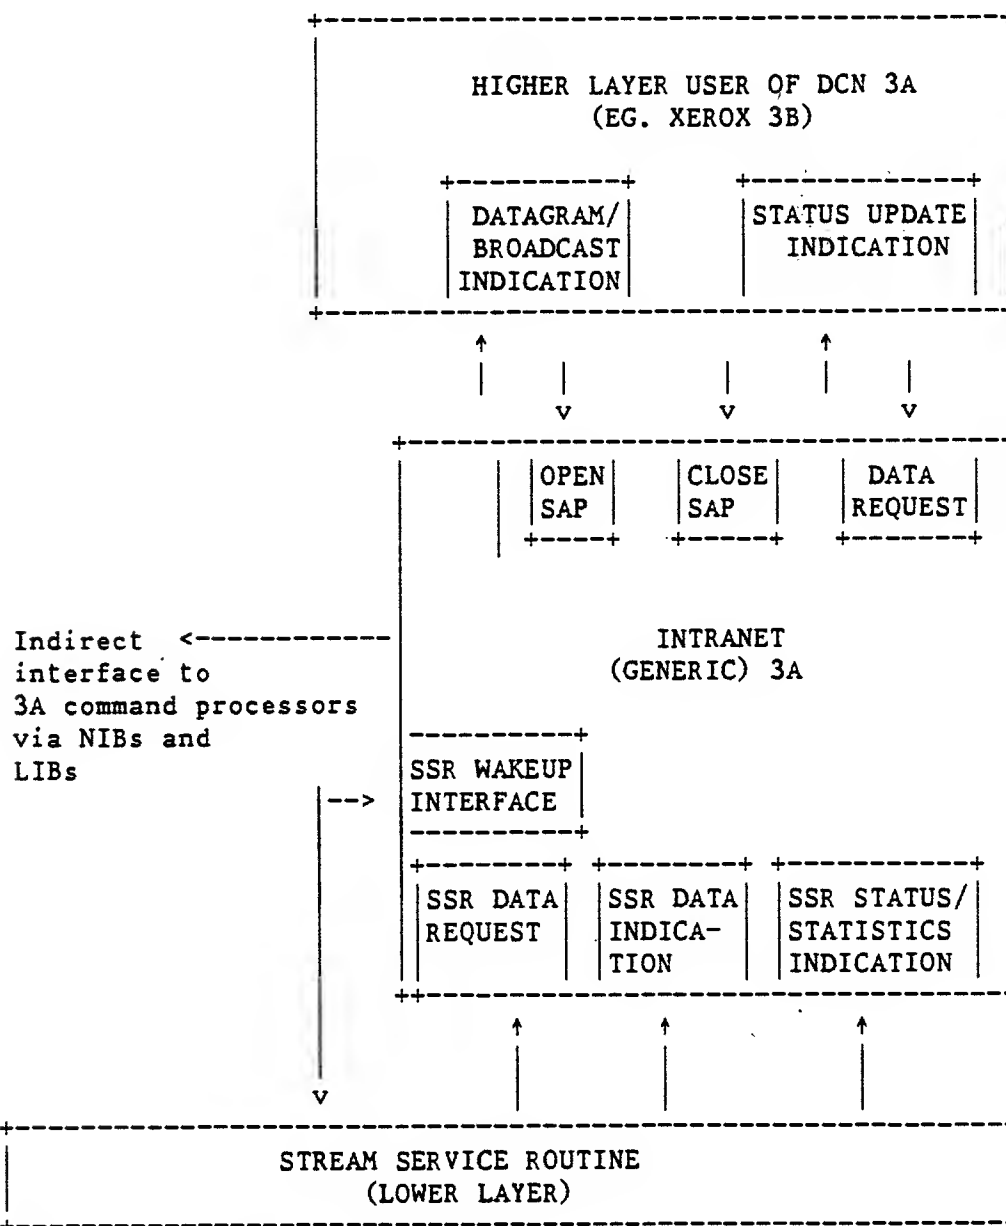 HIGHER LAYER USER OF DCN 3A
(EG. XEROX 3B)
DATAGRAM/
BROADCAST
INDICATION
STATUS UPDATE
INDICATION
OPEN
SAP
CLOSE
SAP
DATA
REQUEST
INTRANET
(GENERIC) 3A
Indirect
interface to
3A command processors
via NIBs and
LIBs
SSR WAKEUP
INTERFACE
SSR DATA
REQUEST
SSR DATA
INDICA-
TION
SSR STATUS/
STATISTICS
INDICATION
STREAM SERVICE ROUTINE
(LOWER LAYER)